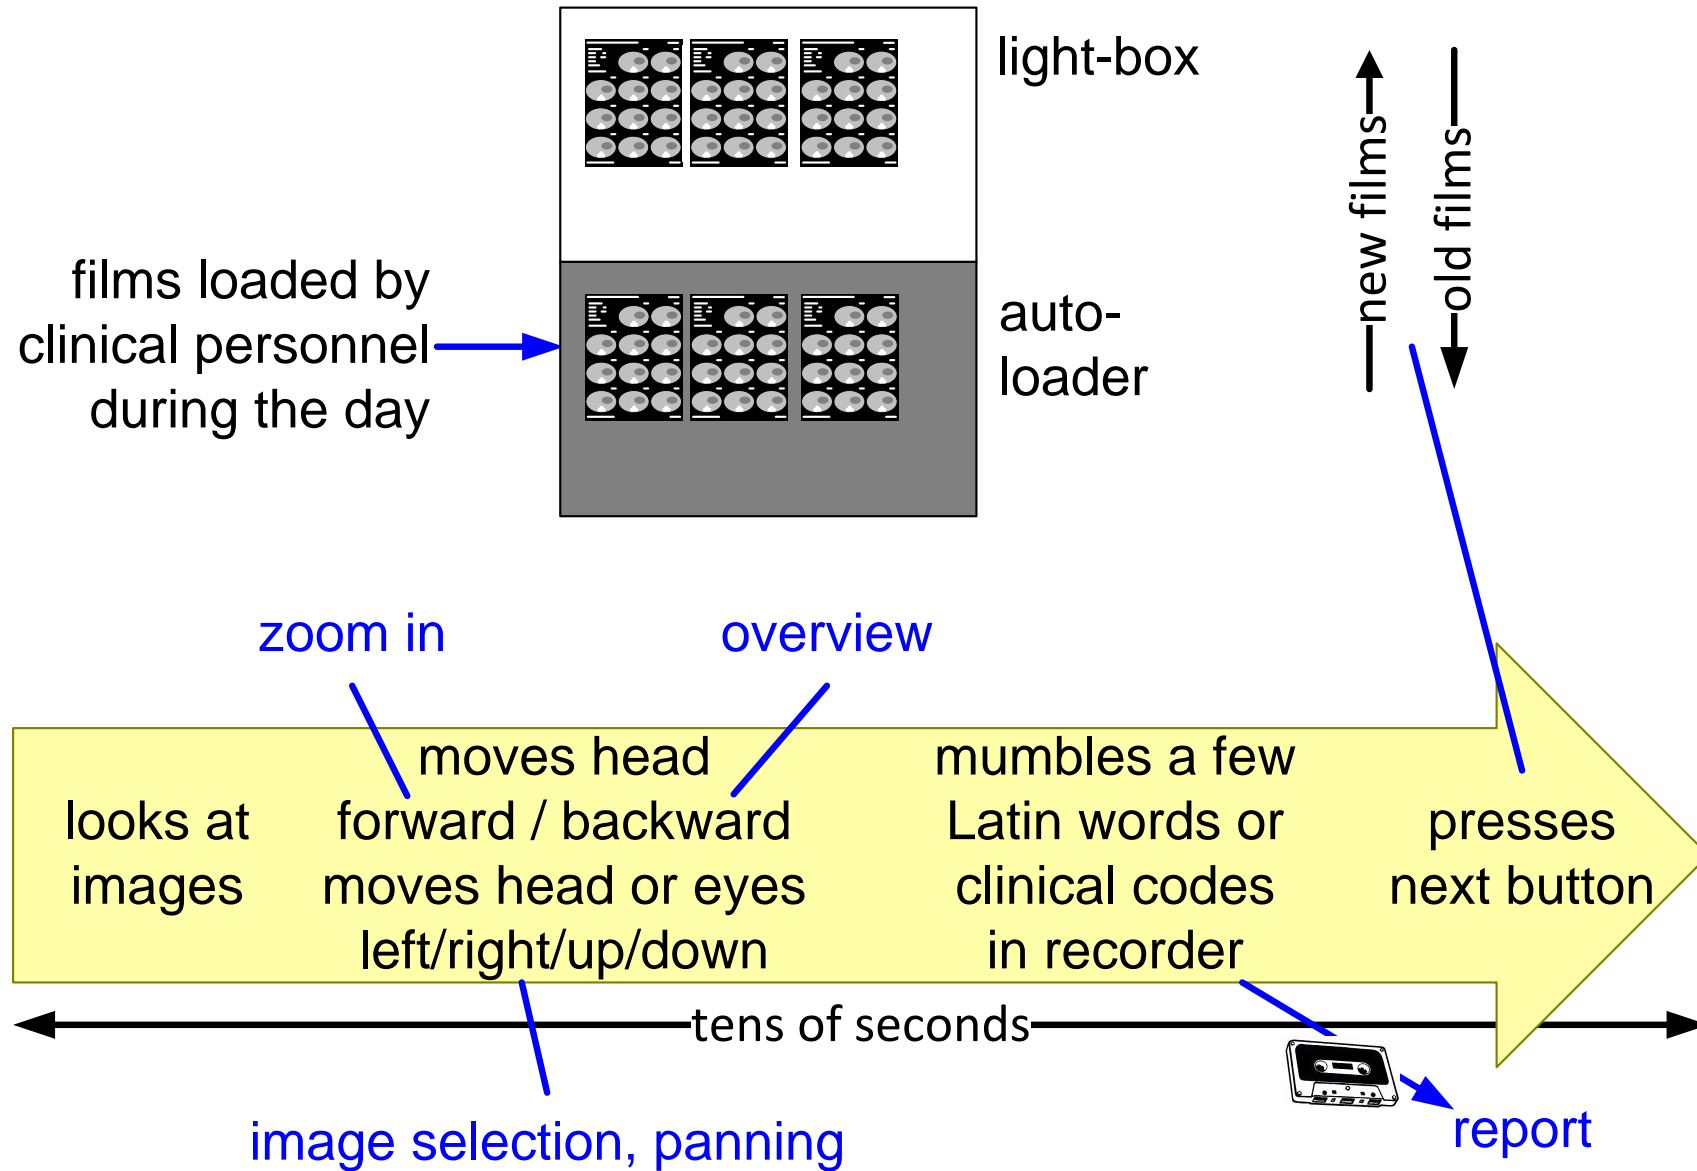 light-box
new films
old films
films loaded by
clinical personnel
during the day
auto-
loader
zoom in
overview
looks at
images
moves head
forward / backward
moves head or eyes
left/right/up/down
mumbles a few
Latin words or
clinical codes
in recorder
presses
next button
tens of seconds
image selection, panning
report